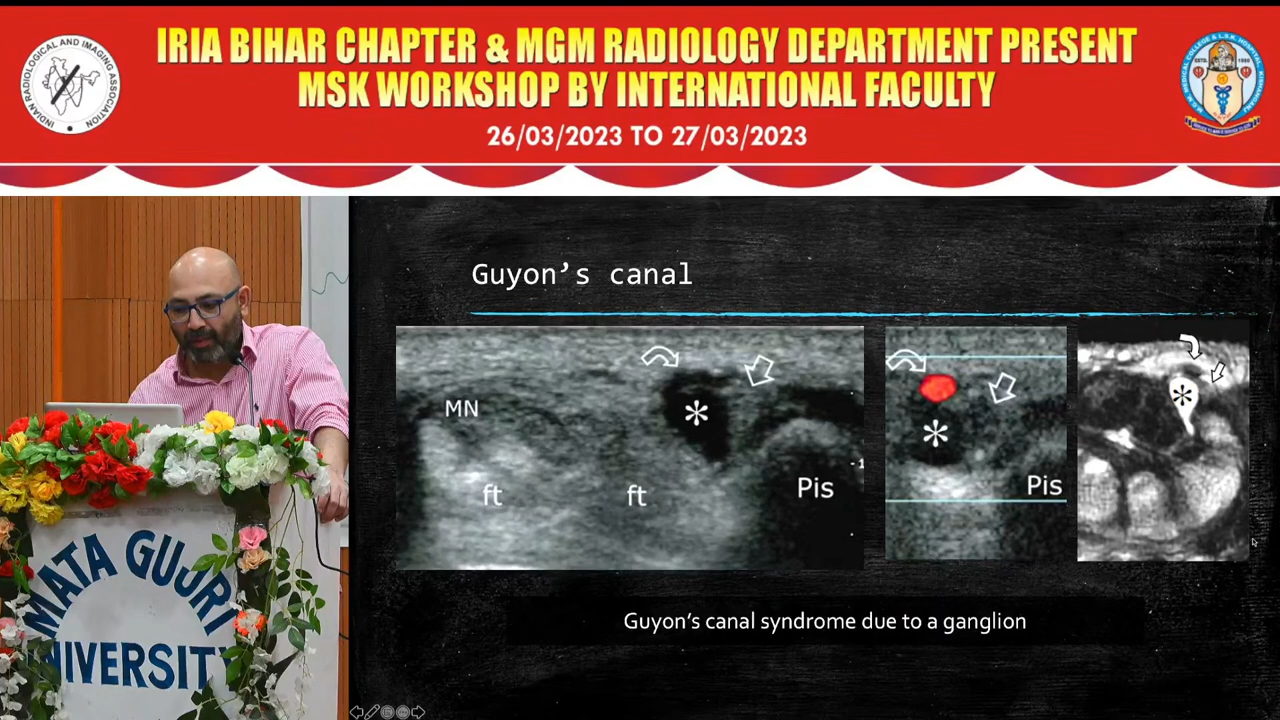 IRIA BIHAR CHAPTER & MGM RADIOLOGY DEPARTMENT PRESENT
MSK WORKSHOP BY INTERNATIONAL FACULTY
26/03/2023 TO 27/03/2023
INDIAN RADIOLOGICAL AND IMAGING ASSOCIATION
Guyon's canal
MN
*
ft
ft
Pis
-1
*
Pis
*
Guyon's canal syndrome due to a ganglion
MATA GUJRI
UNIVERSITY